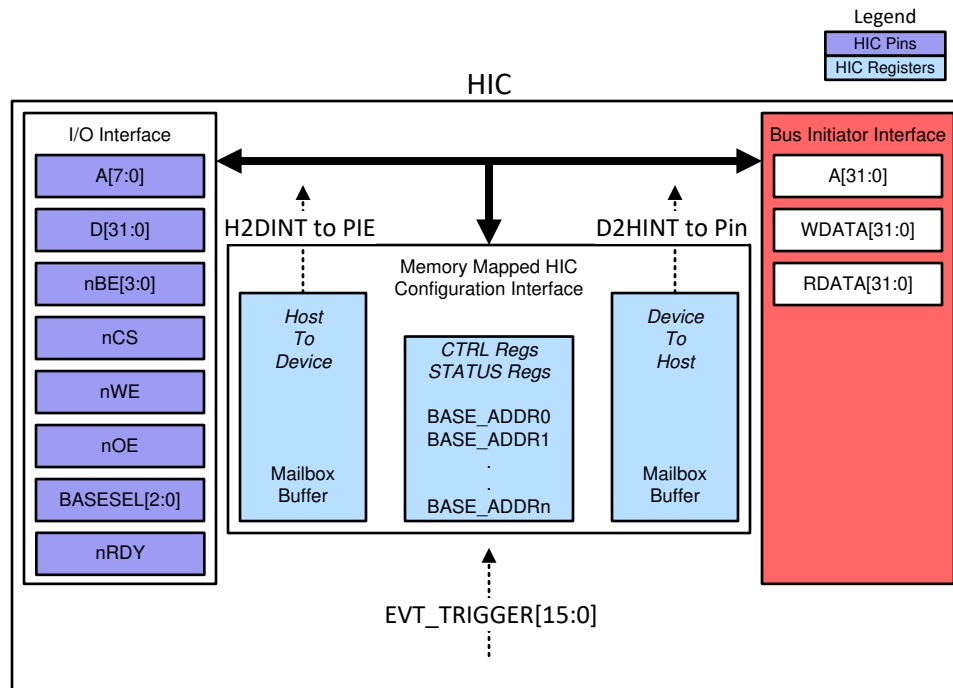 Legend
HIC Pins
HIC Registers
HIC
I/O Interface
A[7:0]
D[31:0]
nBE[3:0]
nCS
nWE
nOE
BASESEL[2:0]
nRDY
H2DINT to PIE
D2HINT to Pin
Memory Mapped HIC
Configuration Interface
Host
To
Device
Mailbox
Buffer
CTRL Regs
STATUS Regs
BASE_ADDR0
BASE_ADDR1
.
.
BASE_ADDRn
Device
To
Host
Mailbox
Buffer
Bus Initiator Interface
A[31:0]
WDATA[31:0]
RDATA[31:0]
EVT_TRIGGER[15:0]